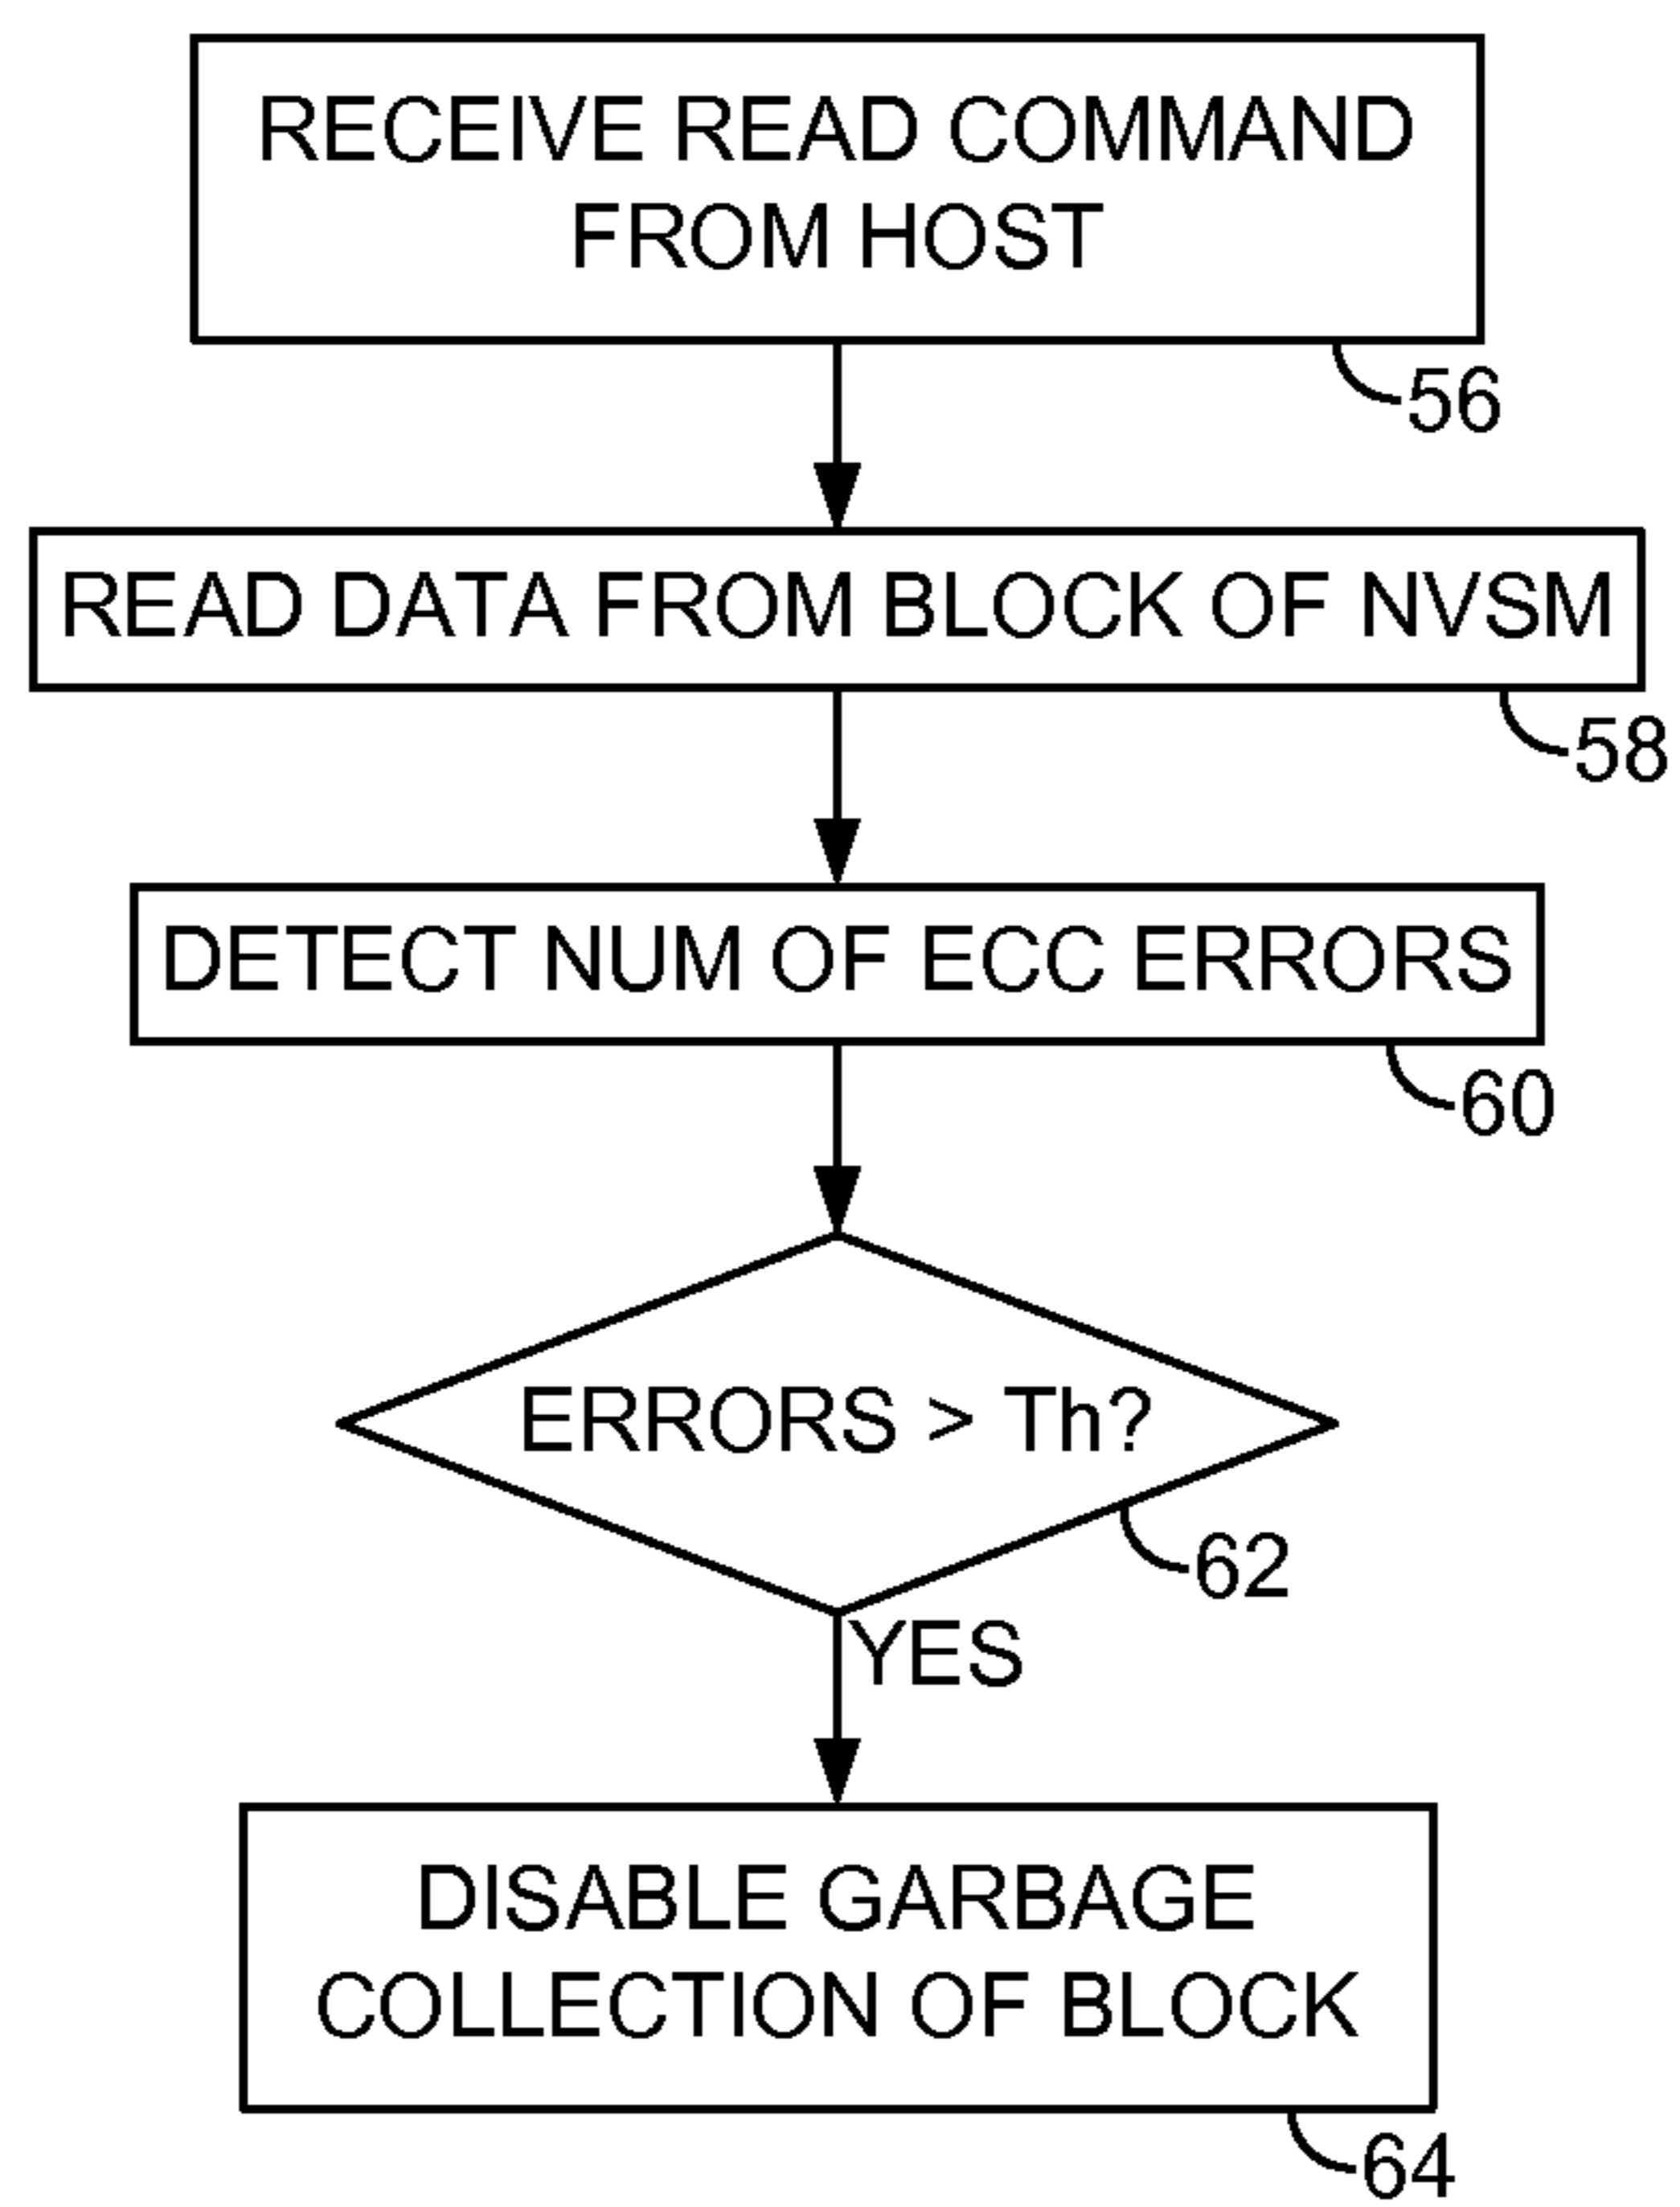 RECEIVE READ COMMAND
FROM HOST
56
READ DATA FROM BLOCK OF NVSM
58
DETECT NUM OF ECC ERRORS
60
ERRORS > Th?
62
YES
DISABLE GARBAGE
COLLECTION OF BLOCK
64